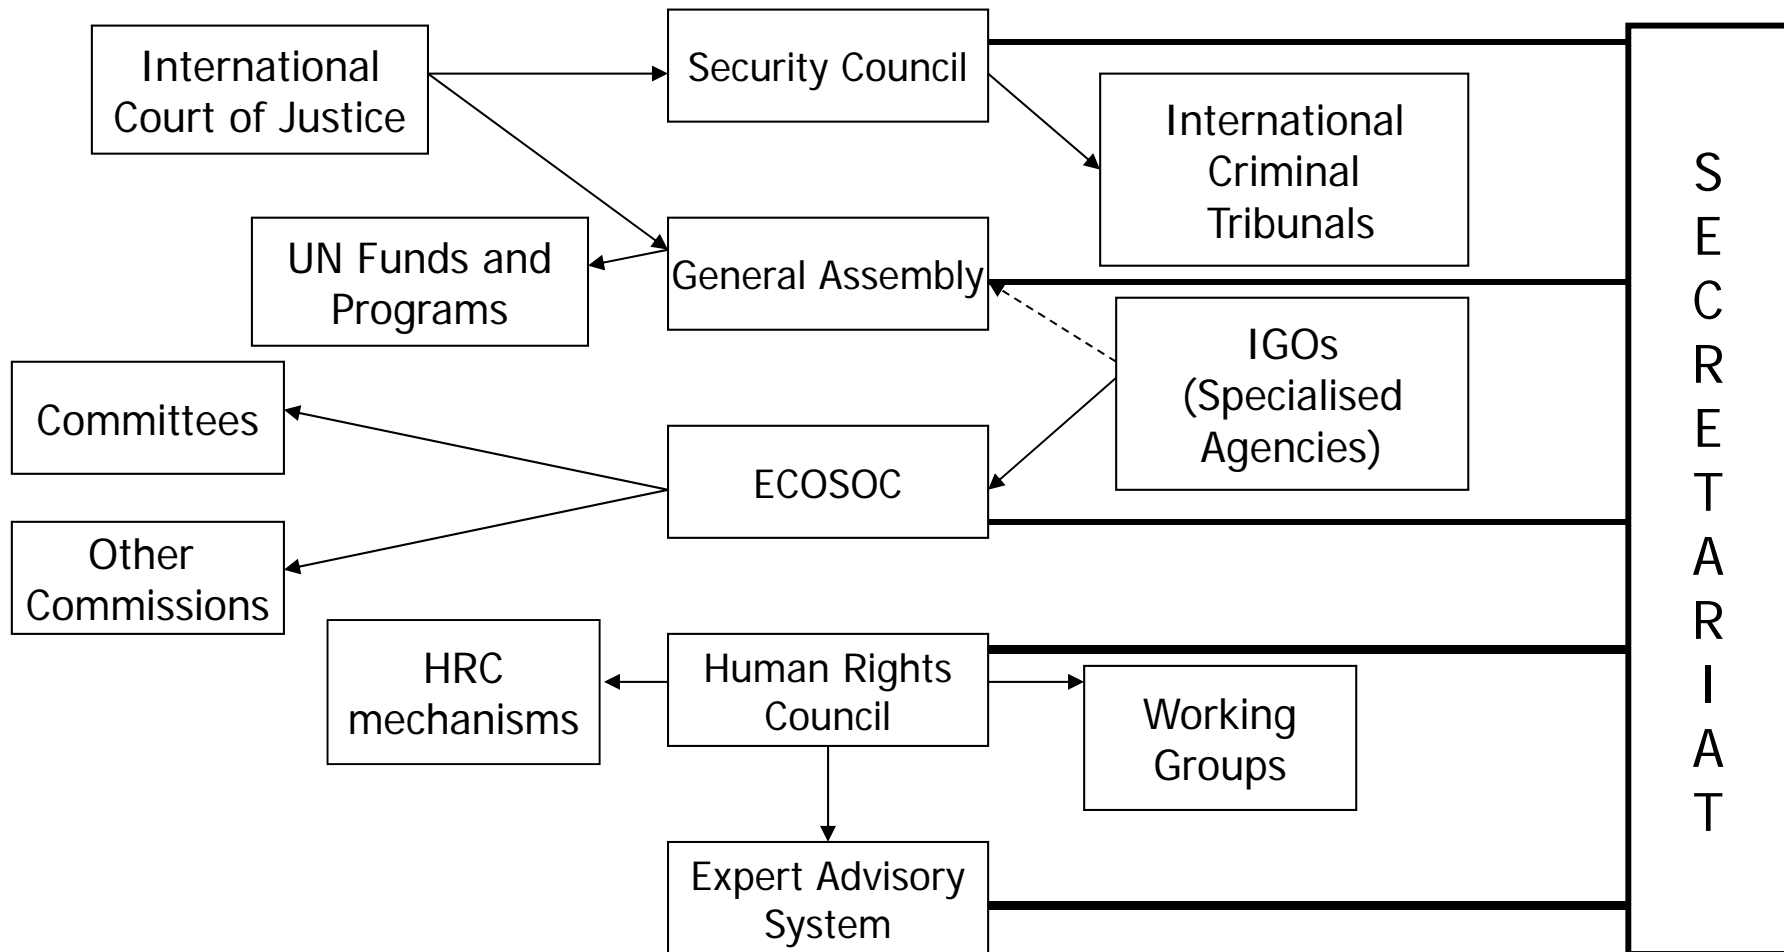 International
Court of Justice
Security Council
International
Criminal
Tribunals
UN Funds and
Programs
General Assembly
IGOs
(Specialised
Agencies)
Committees
ECOSOC
Other
Commissions
HRC
mechanisms
Human Rights
Council
Working
Groups
Expert Advisory
System
S
E
C
R
E
T
A
R
I
A
T